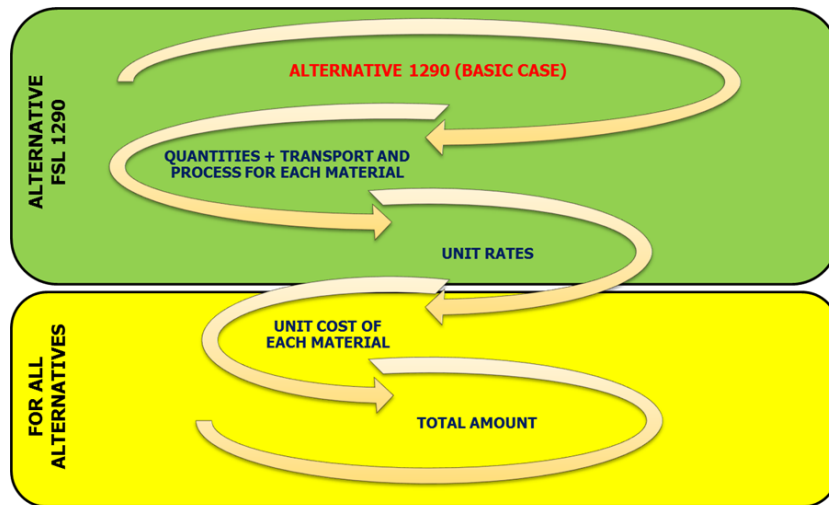 ALTERNATIVE
FSL 1290
ALTERNATIVE 1290 (BASIC CASE)
QUANTITIES + TRANSPORT AND
PROCESS FOR EACH MATERIAL
UNIT RATES
FOR ALL
ALTERNATIVES
UNIT COST OF
EACH MATERIAL
TOTAL AMOUNT